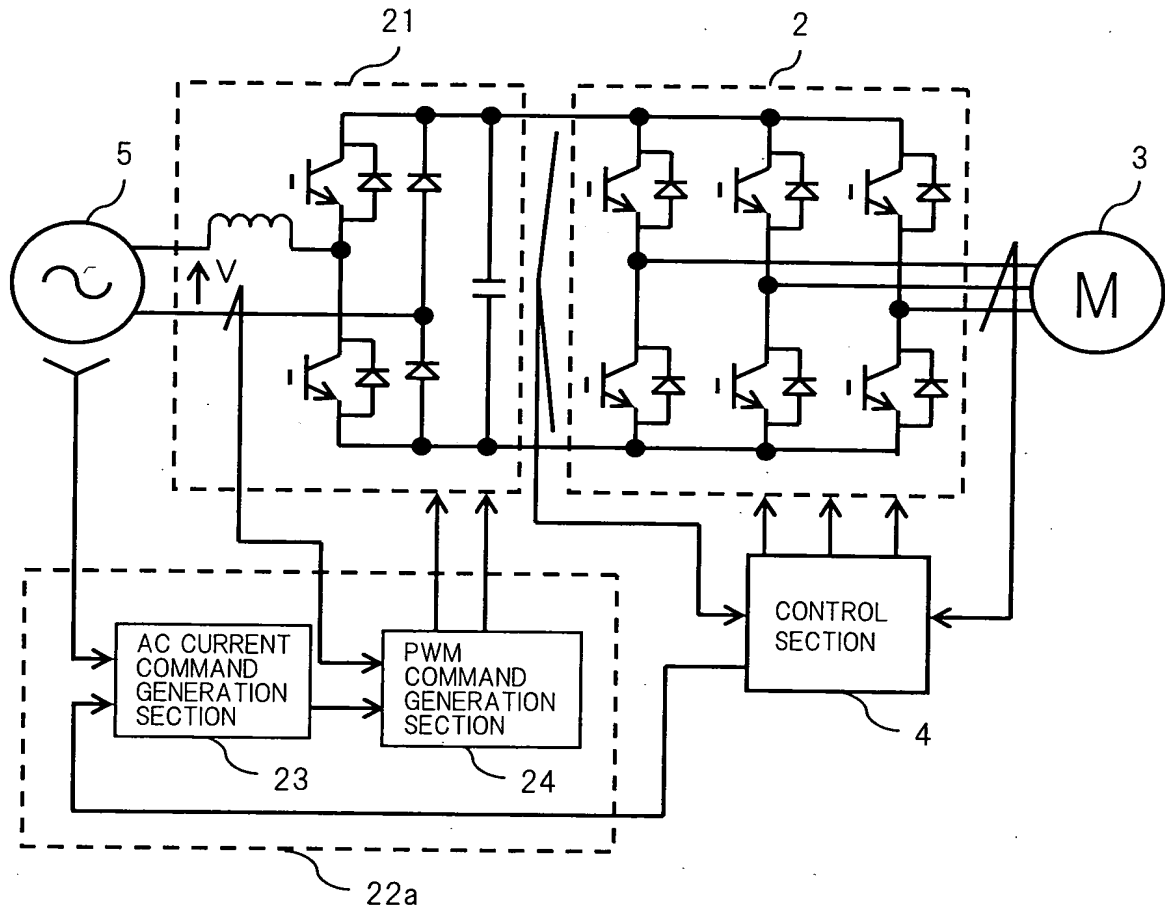 21
2
5
3
V
M
AC CURRENT
COMMAND
GENERATION
SECTION
PWM
COMMAND
GENERATION
SECTION
CONTROL
SECTION
23
24
4
22a